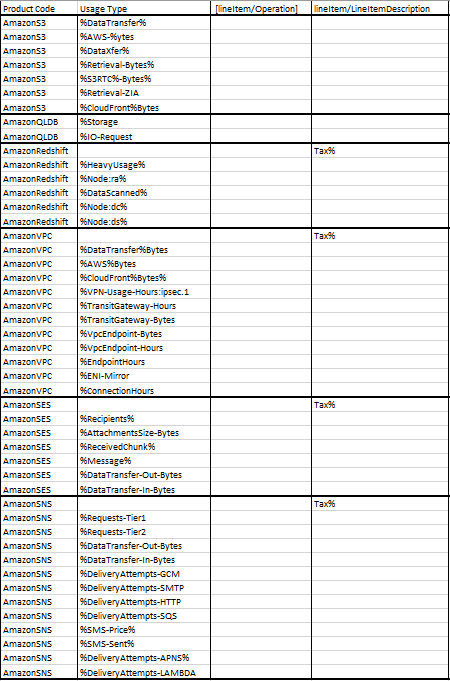 Product Code Usage Type [lineItem/Operation] lineItem/LineItemDescription
AmazonS3 %DataTransfer%
AmazonS3 %AWS-%ytes
AmazonS3 %DataXfer%
AmazonS3 %Retrieval-Bytes%
AmazonS3 %S3RTC%-Bytes%
AmazonS3 %Retrieval-ZIA
AmazonS3 %CloudFront%Bytes
AmazonQLDB %Storage
AmazonQLDB %IO-Request
AmazonRedshift Tax%
AmazonRedshift %HeavyUsage%
AmazonRedshift %Node:ra%
AmazonRedshift %DataScanned%
AmazonRedshift %Node:dc%
AmazonRedshift %Node:ds%
AmazonVPC Tax%
AmazonVPC %DataTransfer%Bytes
AmazonVPC %AWS%Bytes
AmazonVPC %CloudFront%Bytes%
AmazonVPC %VPN-Usage-Hours:ipsec.1
AmazonVPC %TransitGateway-Hours
AmazonVPC %TransitGateway-Bytes
AmazonVPC %VpcEndpoint-Bytes
AmazonVPC %VpcEndpoint-Hours
AmazonVPC %EndpointHours
AmazonVPC %ENI-Mirror
AmazonVPC %ConnectionHours
AmazonSES Tax%
AmazonSES %Recipients%
AmazonSES %AttachmentsSize-Bytes
AmazonSES %ReceivedChunk%
AmazonSES %Message%
AmazonSES %DataTransfer-Out-Bytes
AmazonSES %DataTransfer-In-Bytes
AmazonSNS Tax%
AmazonSNS %Requests-Tier1
AmazonSNS %Requests-Tier2
AmazonSNS %DataTransfer-Out-Bytes
AmazonSNS %DataTransfer-In-Bytes
AmazonSNS %DeliveryAttempts-GCM
AmazonSNS %DeliveryAttempts-SMTP
AmazonSNS %DeliveryAttempts-HTTP
AmazonSNS %DeliveryAttempts-SQS
AmazonSNS %SMS-Price%
AmazonSNS %SMS-Sent%
AmazonSNS %DeliveryAttempts-APNS%
AmazonSNS %DeliveryAttempts-LAMBDA